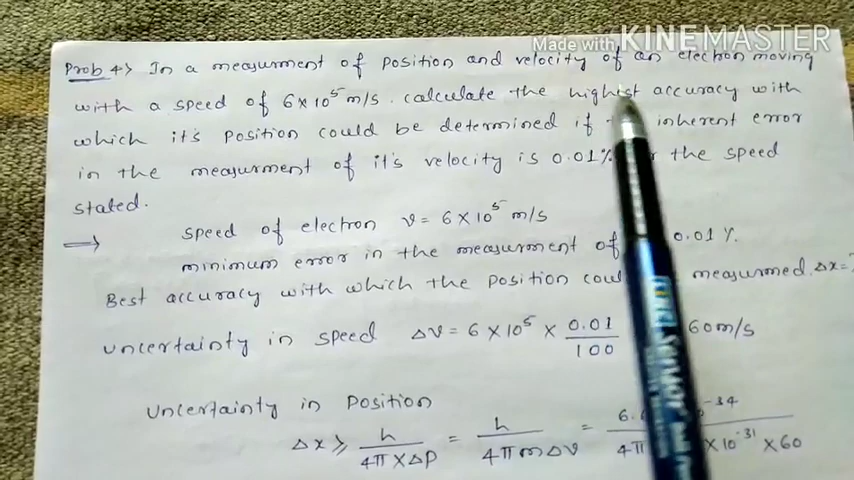 Made with KINEMASTER
Prob 4> In a measurment of position and velocity of an electron moving
with a speed of 6×10⁵ m/s. calculate the highest accuracy with
which it's position could be determined if inherent error
in the measurment of it's velocity is 0.01% the speed
stated.
⟹ speed of electron v = 6×10⁵ m/s
minimum error in the measurment of 0.01%.
Best accuracy with which the position measurmed. Δx=?
uncertainty in speed Δv = 6×10⁵ × 0.01/100 60m/s
uncertainty in position
Δx ⩾ h/4π×Δp = h/4πmΔv = 6. -34/4π ×10⁻³¹×60